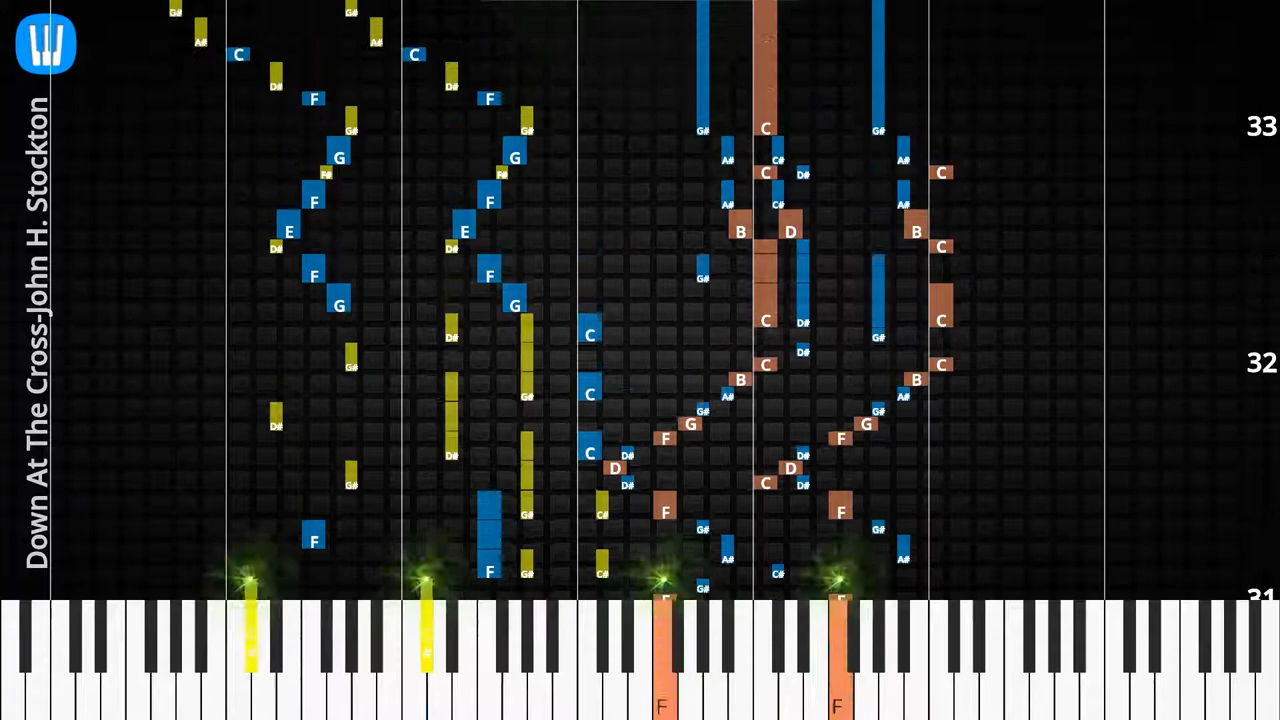 Down At The Cross-John H. Stockton
G# G#
A# A#
C C
D# D#
F F
G# G# G# C G# 33
G G A# C# A#
F# F# C D# C
F F A# C# A#
E E B D B
D# D# C
F F G#
G G
D# C C D# G# C
D#
G# C C 32
B B
G# C A# A#
G# G#
D# G G
F F
D# C D# D#
D D
G# D# C D#
G# C# F F
G# G#
F A# A#
F G# C# C#
G#
F F